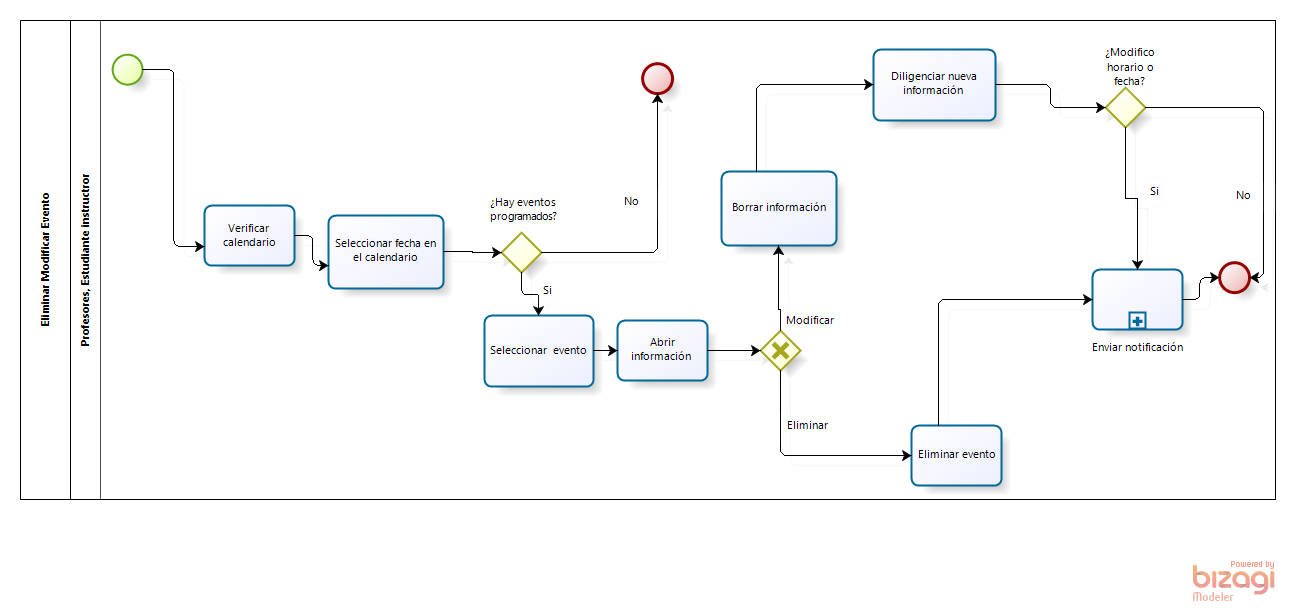 Eliminar Modificar Evento
Profesores, Estudiante instructror
Verificar
calendario
Seleccionar fecha en
el calendario
¿Hay eventos
programados?
No
Si
Seleccionar evento
Abrir
información
Modificar
Eliminar
Borrar información
Diligenciar nueva
información
¿Modifico
horario o
fecha?
Si
No
Enviar notificación
Eliminar evento
Powered by
bizagi
Modeler